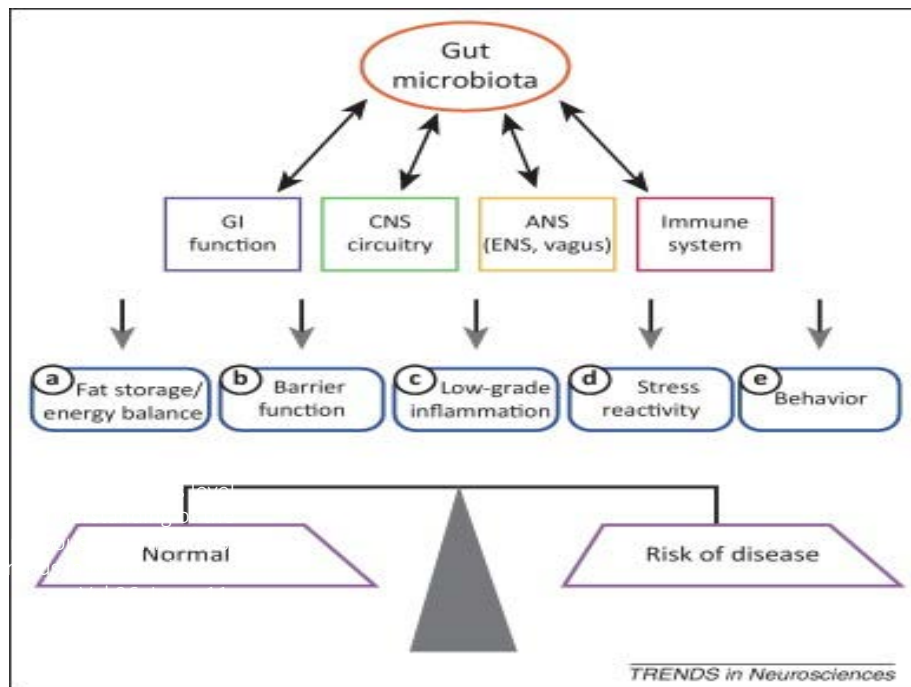 Gut
microbiota
GI
function
CNS
circuitry
ANS
(ENS, vagus)
Immune
system
a Fat storage/
energy balance
b Barrier
function
c Low-grade
inflammation
d Stress
reactivity
e Behavior
level
Normal
Risk of disease
TRENDS in Neurosciences